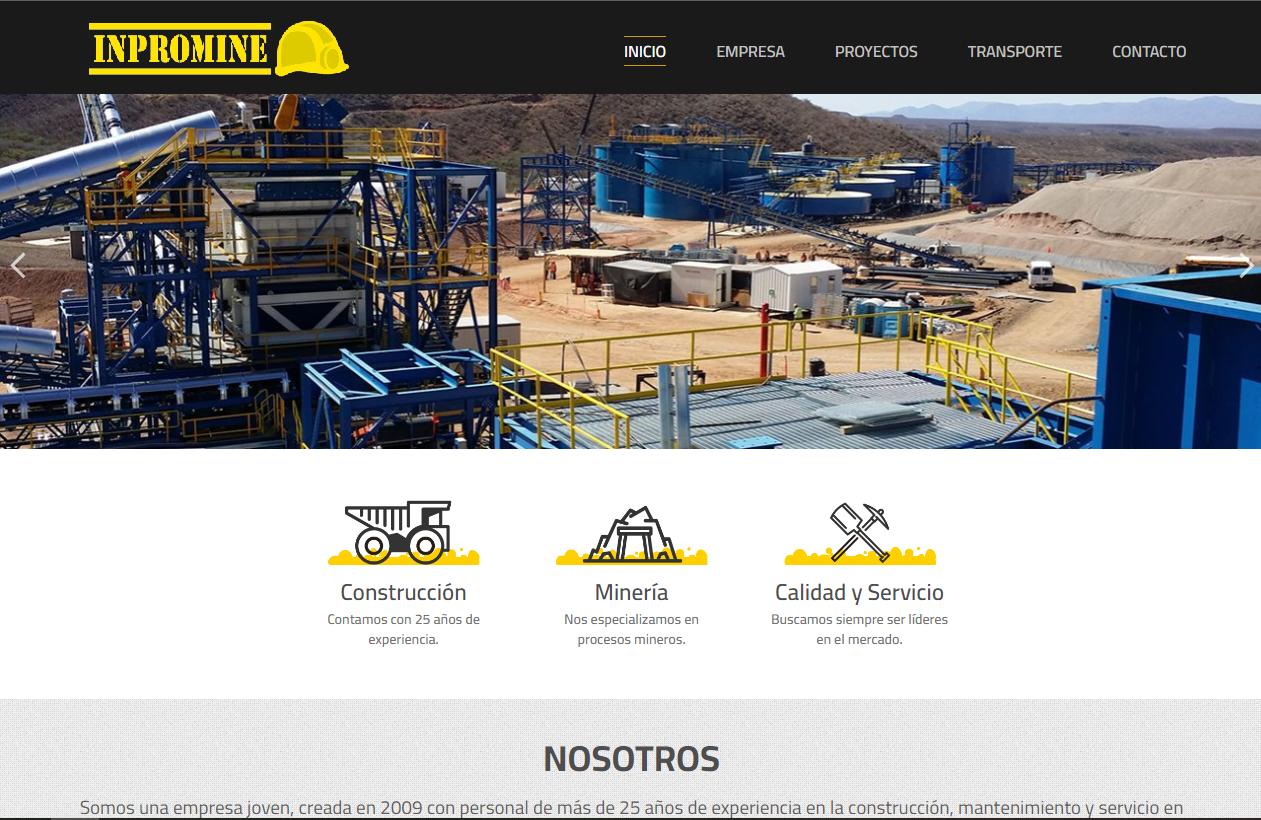 INPROMINE
INICIO EMPRESA PROYECTOS TRANSPORTE CONTACTO
Construcción
Contamos con 25 años de
experiencia.
Minería
Nos especializamos en
procesos mineros.
Calidad y Servicio
Buscamos siempre ser líderes
en el mercado.
NOSOTROS
Somos una empresa joven, creada en 2009 con personal de más de 25 años de experiencia en la construcción, mantenimiento y servicio en